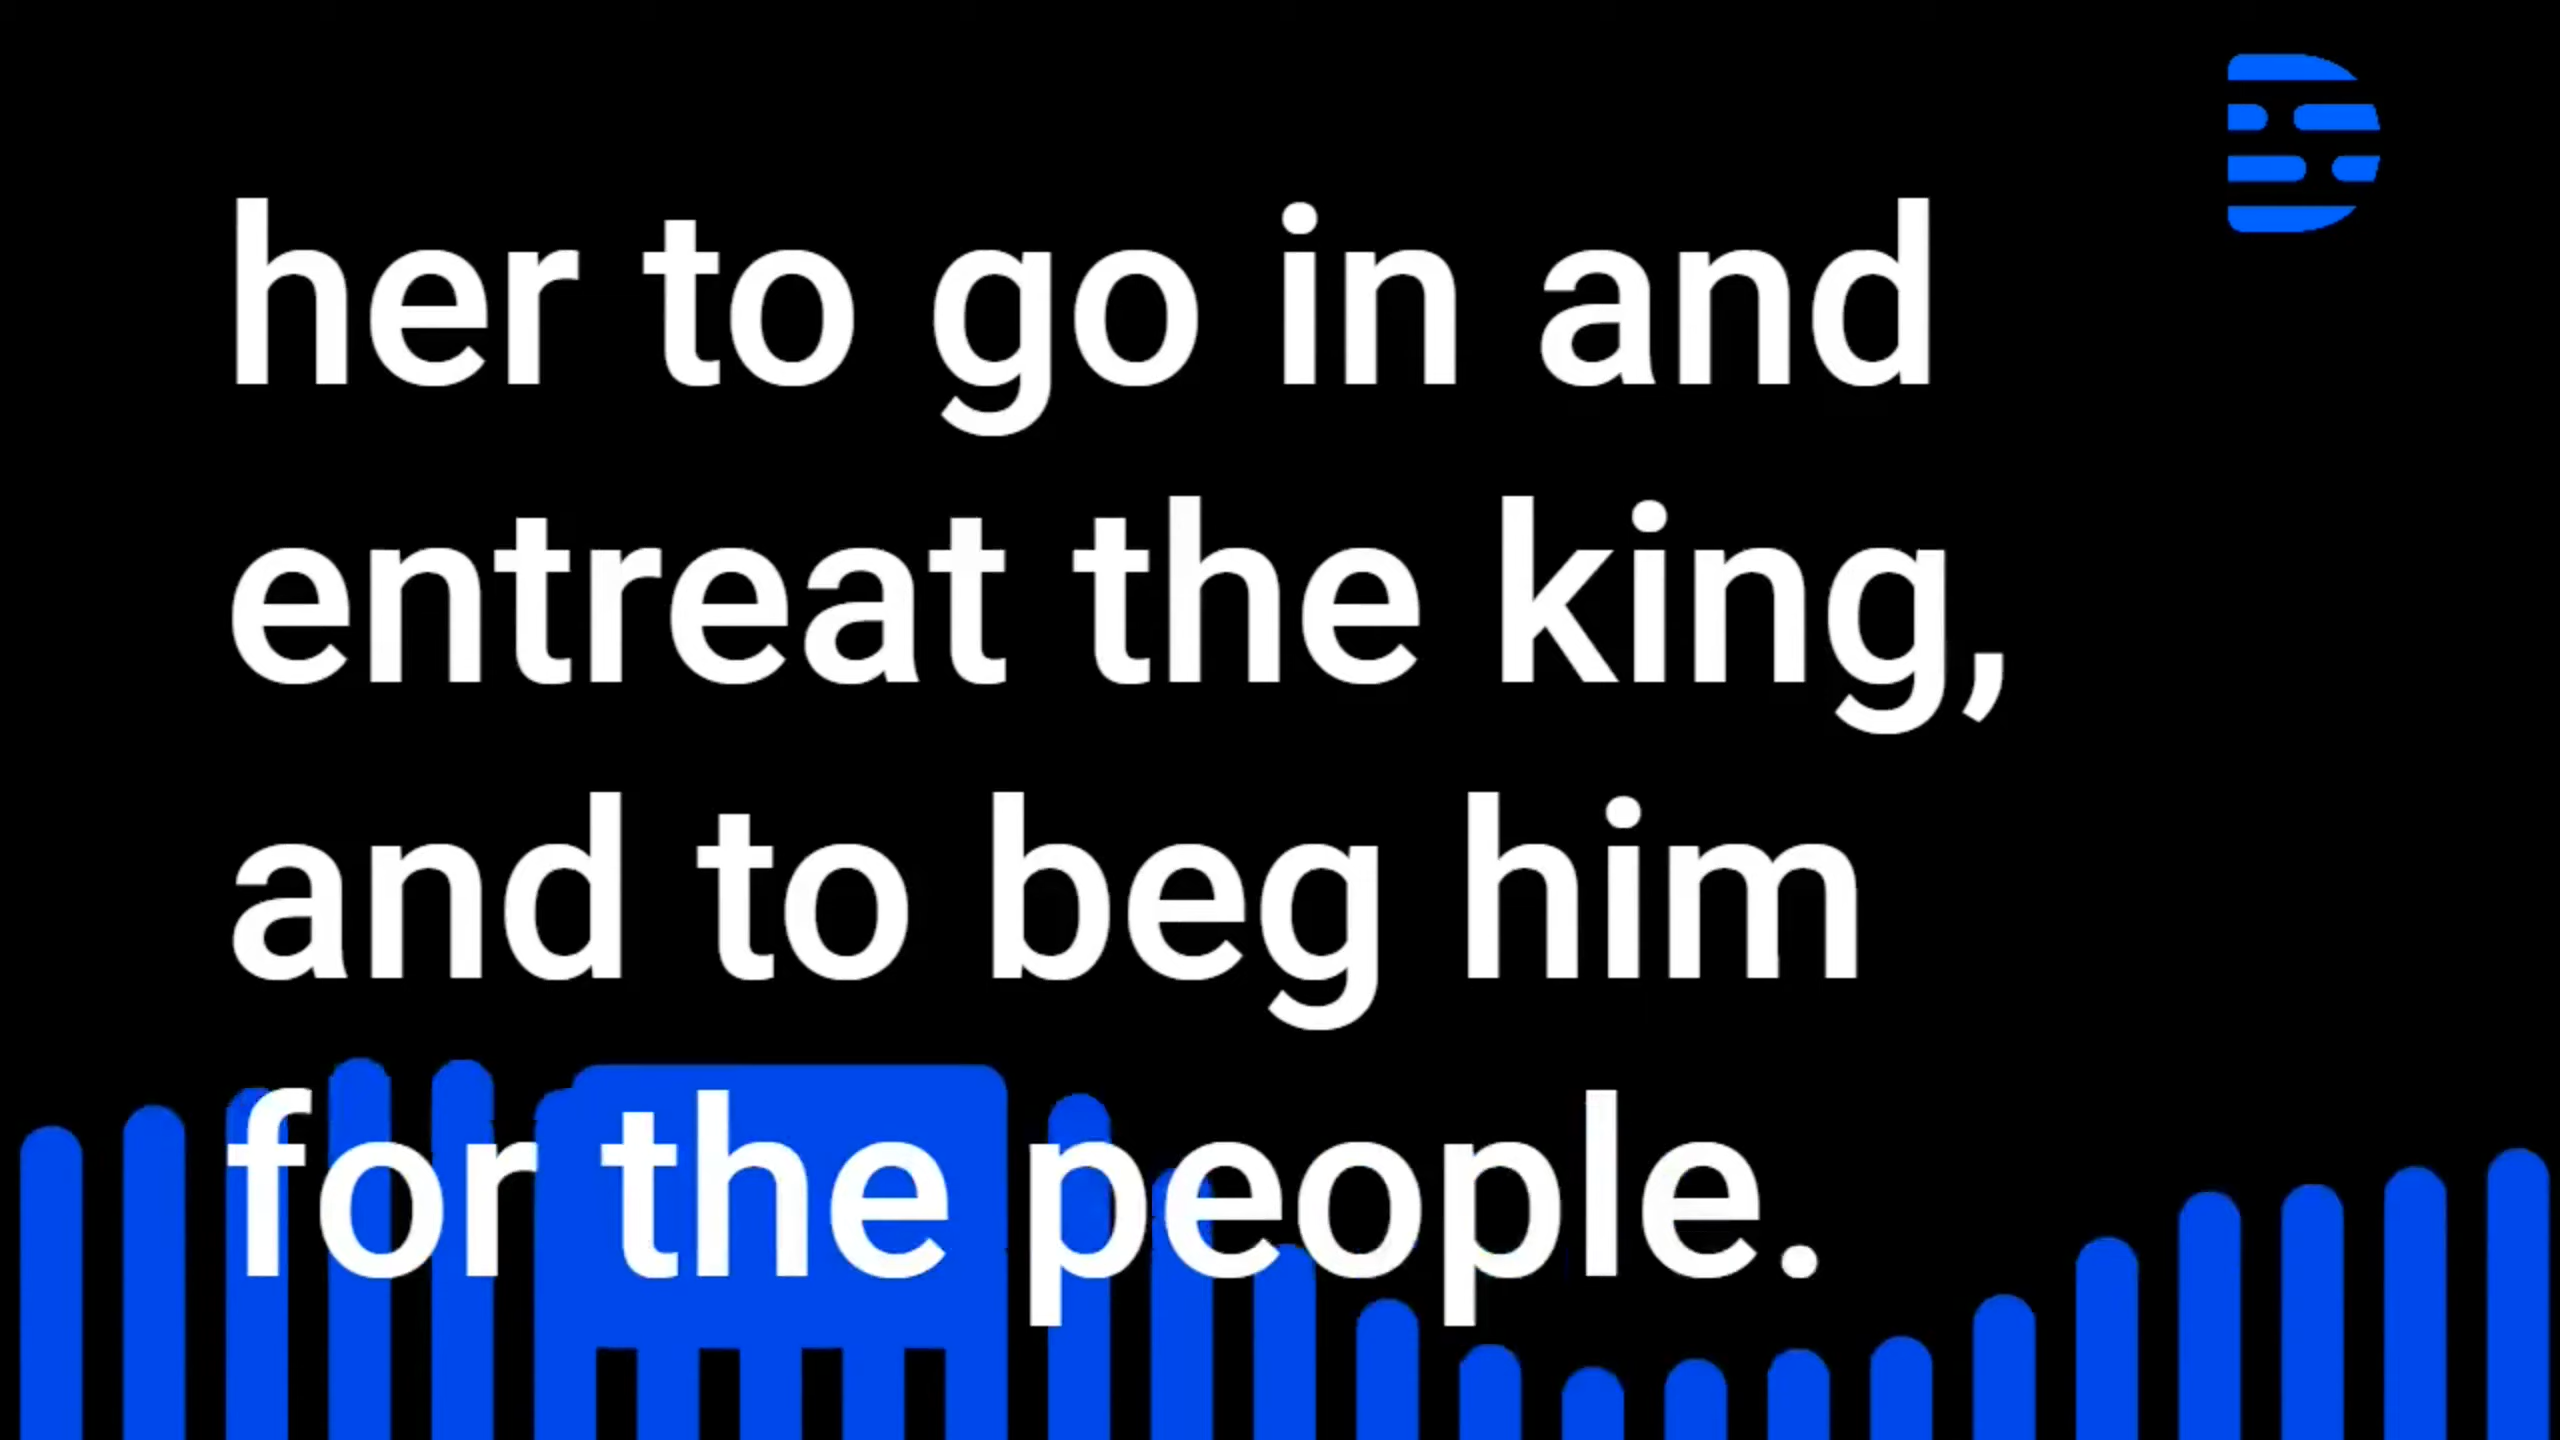 her to go in and
entreat the king,
and to beg him
for the people.